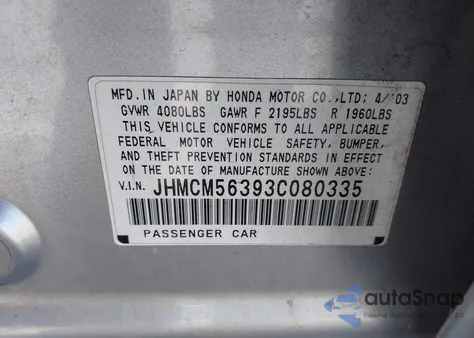 MFD.IN JAPAN BY HONDA MOTOR CO.,LTD: 4/ 03
GVWR 4080LBS GAWR F 2195LBS R 1960LBS
THIS VEHICLE CONFORMS TO ALL APPLICABLE
FEDERAL MOTOR VEHICLE SAFETY, BUMPER,
AND THEFT PREVENTION STANDARDS IN EFFECT
ON THE DATE OF MANUFACTURE SHOWN ABOVE:
V.I.N. JHMCM56393C080335
PASSENGER CAR
autoSnap